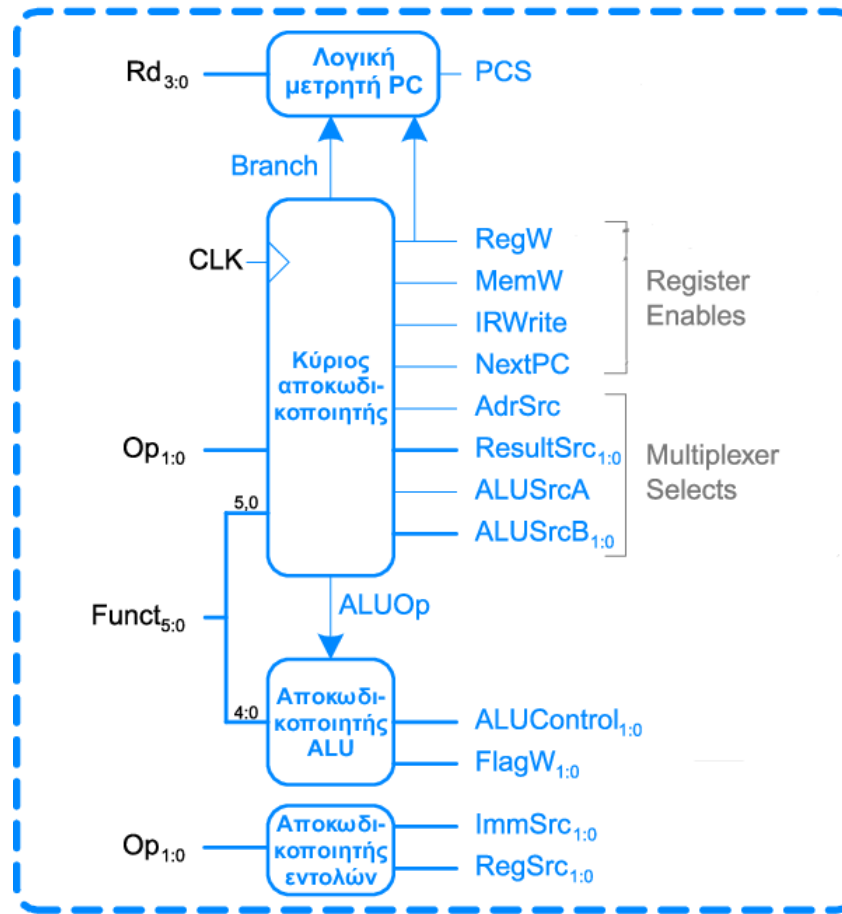 Λογική
μετρητή PC
Rd3:0
PCS
Branch
CLK
RegW
MemW
IRWrite
NextPC
Register
Enables
Κύριος
αποκωδι-
κοποιητής
AdrSrc
Op1:0
ResultSrc1:0
ALUSrcA
ALUSrcB1:0
Multiplexer
Selects
5,0
ALUOp
Funct5:0
4:0
Αποκωδι-
κοποιητής
ALU
ALUControl1:0
FlagW1:0
Op1:0
Αποκωδι-
κοποιητής
εντολών
ImmSrc1:0
RegSrc1:0